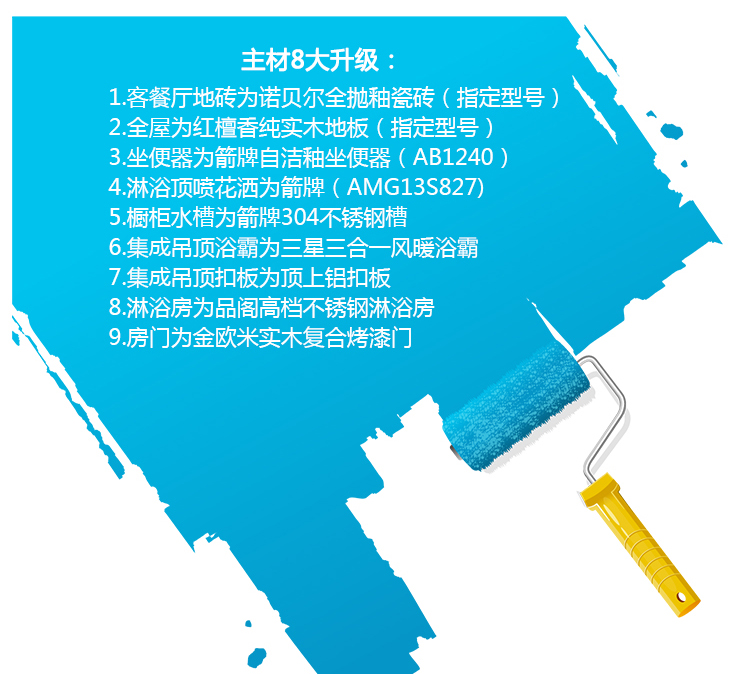 主材8大升级：
1.客餐厅地砖为诺贝尔全抛釉瓷砖（指定型号）
2.全屋为红檀香纯实木地板（指定型号）
3.坐便器为箭牌自洁釉坐便器（AB1240）
4.淋浴顶喷花洒为箭牌（AMG13S827)
5.橱柜水槽为箭牌304不锈钢槽
6.集成吊顶浴霸为三星三合一风暖浴霸
7.集成吊顶扣板为顶上铝扣板
8.淋浴房为品阁高档不锈钢淋浴房
9.房门为金欧米实木复合烤漆门